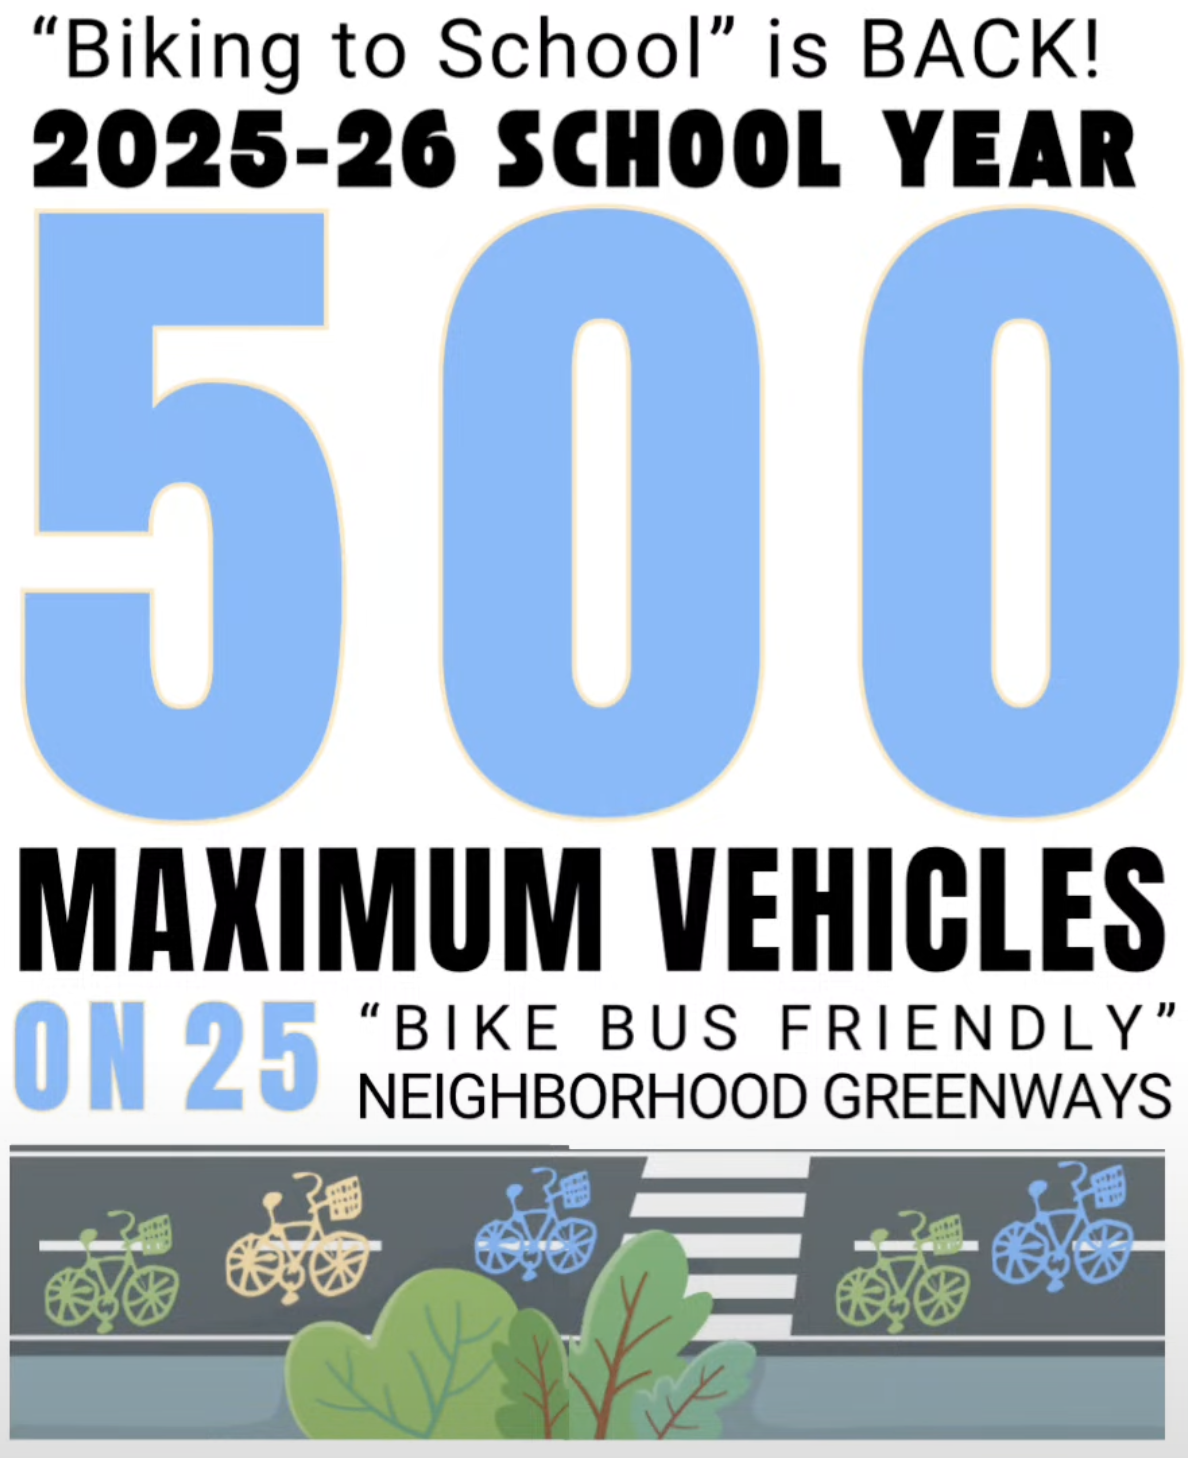 “Biking to School” is BACK!
2025-26 SCHOOL YEAR
500
MAXIMUM VEHICLES
ON 25
“BIKE BUS FRIENDLY”
NEIGHBORHOOD GREENWAYS